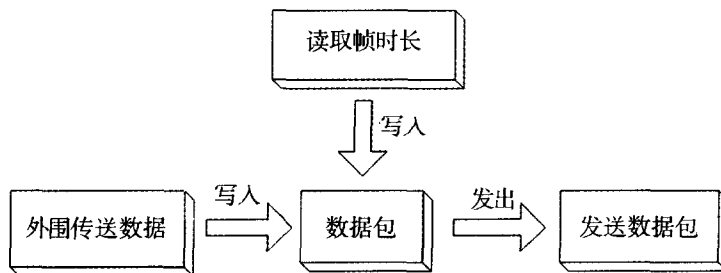 读取帧时长
写入
写入
发出
外围传送数据
数据包
发送数据包